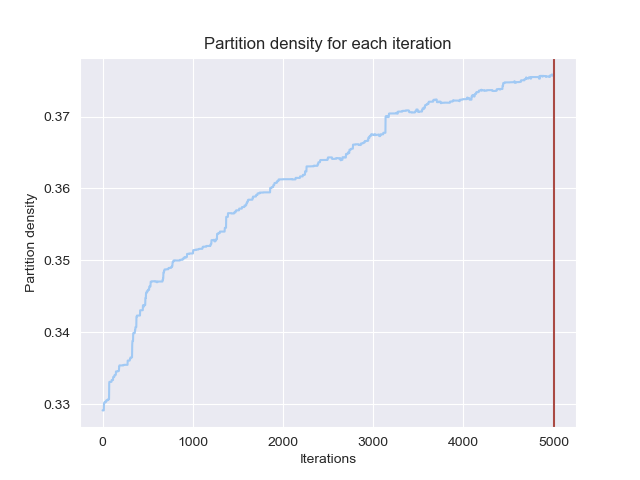 Partition density for each iteration
Partition density
0.37
0.36
0.35
0.34
0.33
0 1000 2000 3000 4000 5000
Iterations